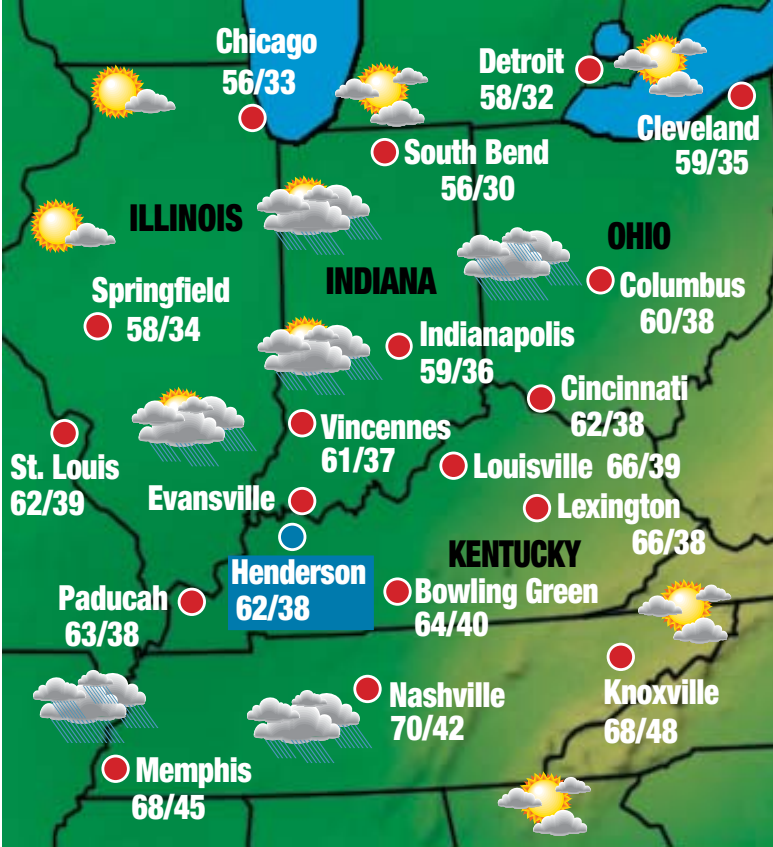 Chicago
56/33
Detroit
58/32
Cleveland
59/35
South Bend
56/30
ILLINOIS
OHIO
INDIANA
Springfield
58/34
Columbus
60/38
Indianapolis
59/36
Cincinnati
62/38
Vincennes
61/37
St. Louis
62/39
Louisville 66/39
Evansville
Lexington
66/38
KENTUCKY
Henderson
62/38
Paducah
63/38
Bowling Green
64/40
Nashville
70/42
Knoxville
68/48
Memphis
68/45